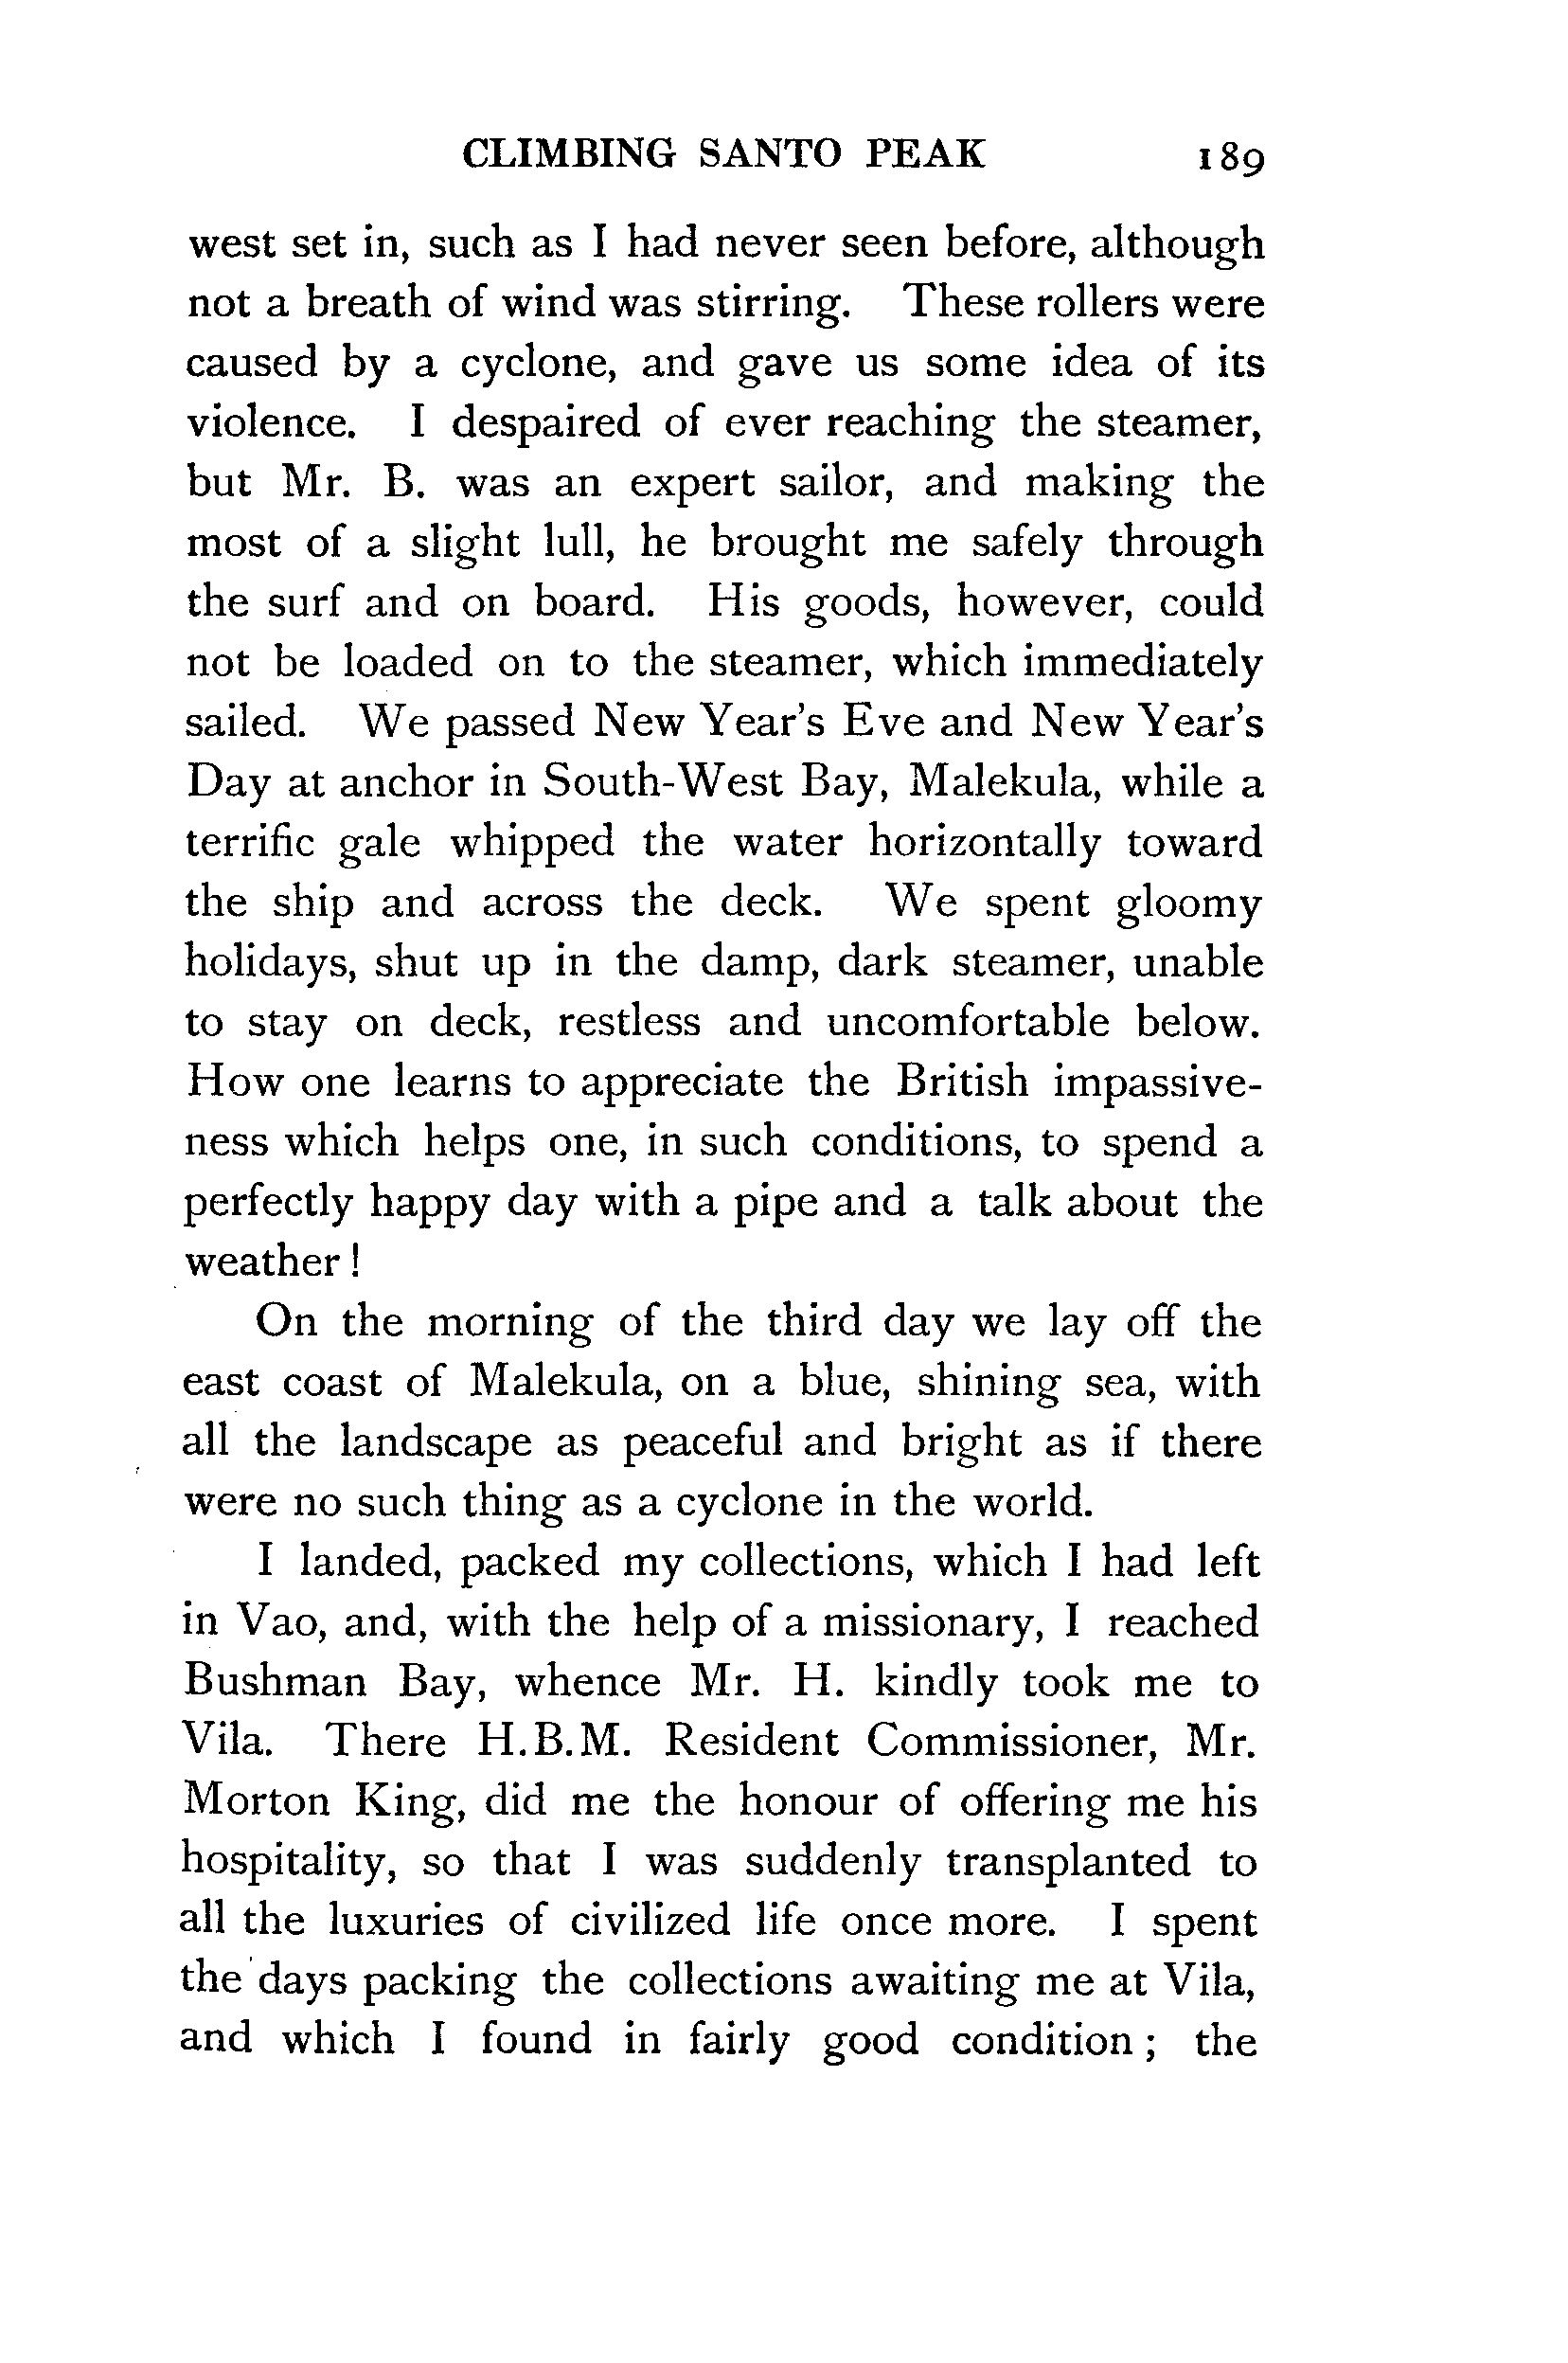 CLIMBING SANTO PEAK 189
west set in, such as I had never seen before, although
not a breath of wind was stirring. These rollers were
caused by a cyclone, and gave us some idea of its
violence. I despaired of ever reaching the steamer,
but Mr. B. was an expert sailor, and making the
most of a slight lull, he brought me safely through
the surf and on board. His goods, however, could
not be loaded on to the steamer, which immediately
sailed. We passed New Year's Eve and New Year's
Day at anchor in South-West Bay, Malekula, while a
terrific gale whipped the water horizontally toward
the ship and across the deck. We spent gloomy
holidays, shut up in the damp, dark steamer, unable
to stay on deck, restless and uncomfortable below.
How one learns to appreciate the British impassive-
ness which helps one, in such conditions, to spend a
perfectly happy day with a pipe and a talk about the
weather!
On the morning of the third day we lay off the
east coast of Malekula, on a blue, shining sea, with
all the landscape as peaceful and bright as if there
were no such thing as a cyclone in the world.
I landed, packed my collections, which I had left
in Vao, and, with the help of a missionary, I reached
Bushman Bay, whence Mr. H. kindly took me to
Vila. There H.B.M. Resident Commissioner, Mr.
Morton King, did me the honour of offering me his
hospitality, so that I was suddenly transplanted to
all the luxuries of civilized life once more. I spent
the days packing the collections awaiting me at Vila,
and which I found in fairly good condition; the